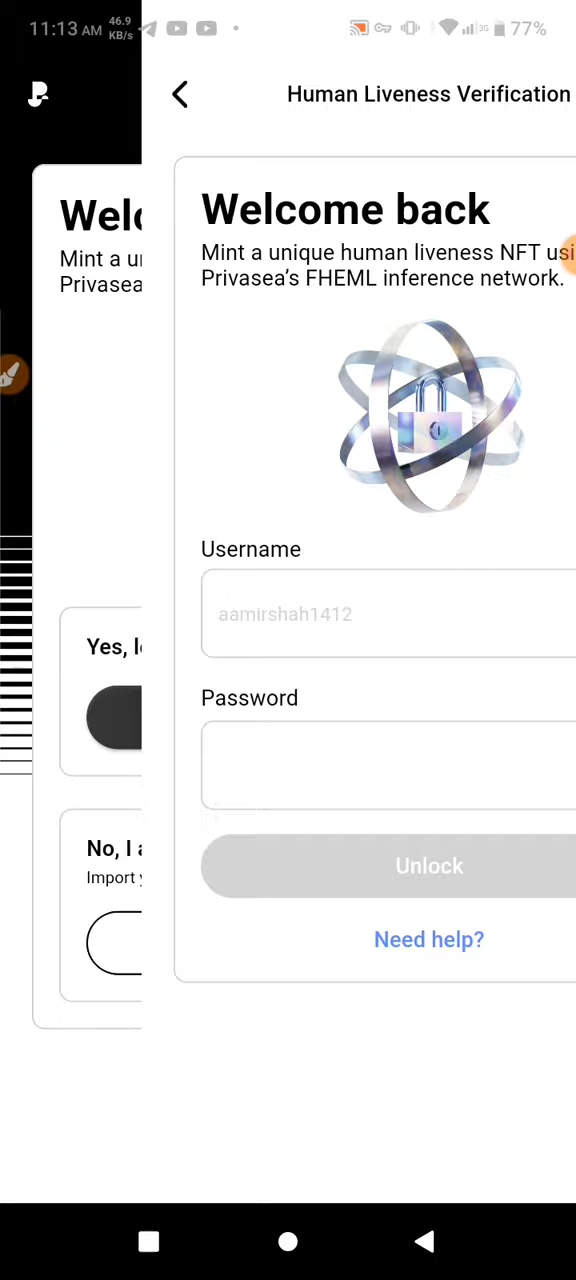 11:13 AM 46.9 KB/s 3G 77%
Human Liveness Verification
Welc
Mint a u
Privasea
Yes, l
No, I a
Import y
Welcome back
Mint a unique human liveness NFT usi
Privasea's FHEML inference network.
Username
aamirshah1412
Password
Unlock
Need help?